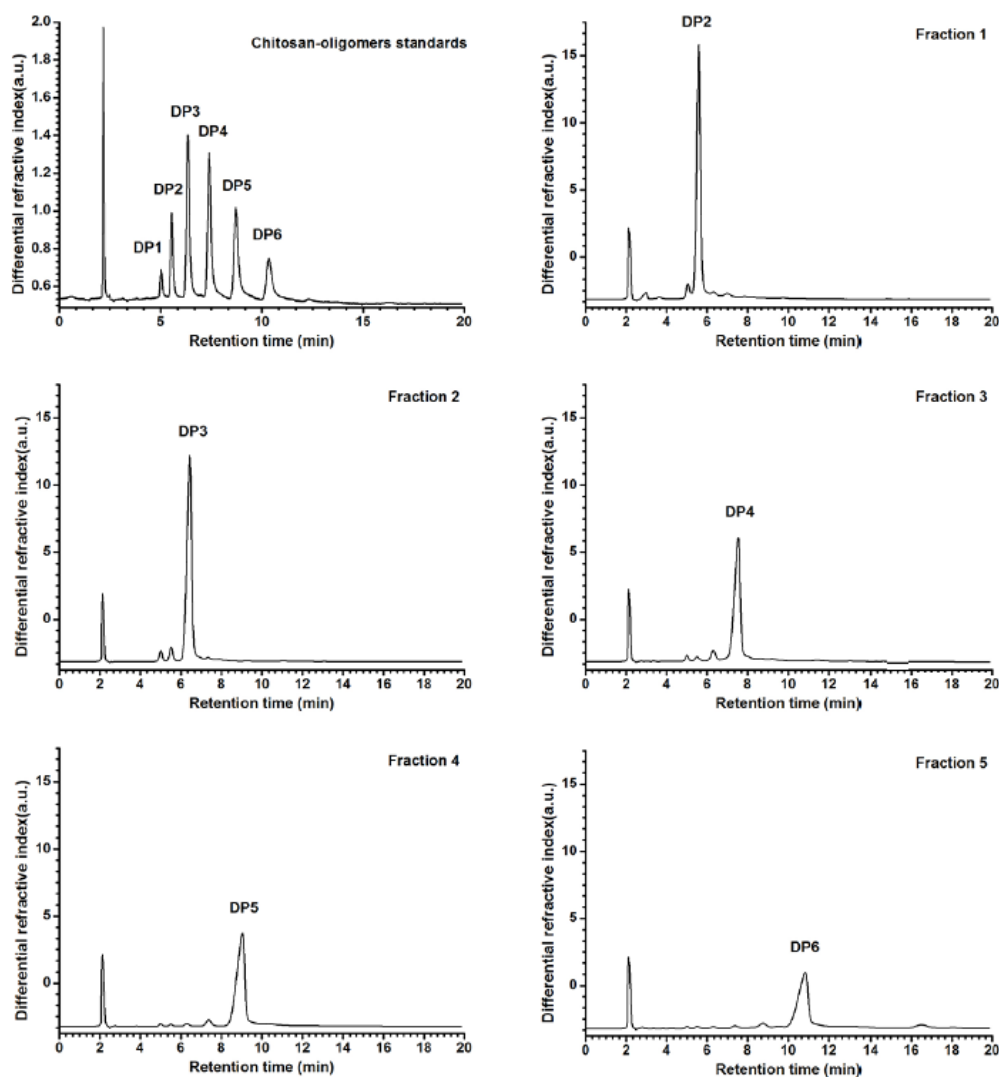 Chitosan-oligomers standards
Differential refractive index(a.u.)
2.0
1.8
1.6
1.4
1.2
1.0
0.8
0.6
DP1
DP2
DP3
DP4
DP5
DP6
0 5 10 15 20
Retention time (min)
Fraction 1
Differential refractive index(a.u.)
15
10
5
0
DP2
0 2 4 6 8 10 12 14 16 18 20
Retention time (min)
Fraction 2
Differential refractive index(a.u.)
15
10
5
0
DP3
0 2 4 6 8 10 12 14 16 18 20
Retention time (min)
Fraction 3
Differential refractive index(a.u.)
15
10
5
0
DP4
0 2 4 6 8 10 12 14 16 18 20
Retention time (min)
Fraction 4
Differential refractive index(a.u.)
15
10
5
0
DP5
0 2 4 6 8 10 12 14 16 18 20
Retention time (min)
Fraction 5
Differential refractive index(a.u.)
15
10
5
0
DP6
0 2 4 6 8 10 12 14 16 18 20
Retention time (min)